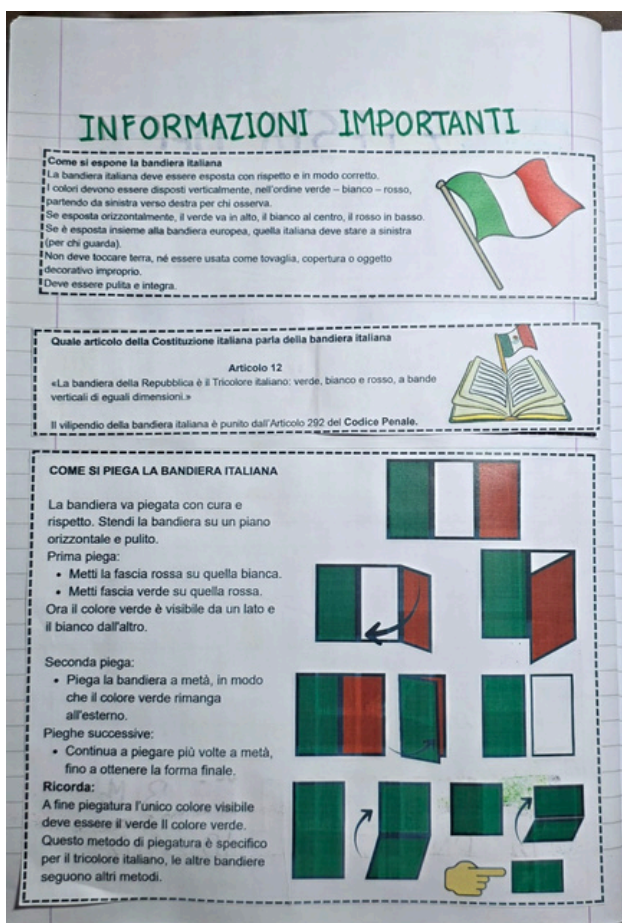 INFORMAZIONI IMPORTANTI
Come si espone la bandiera italiana
La bandiera italiana deve essere esposta con rispetto e in modo corretto.
I colori devono essere disposti verticalmente, nell'ordine verde – bianco – rosso,
partendo da sinistra verso destra per chi osserva.
Se esposta orizzontalmente, il verde va in alto, il bianco al centro, il rosso in basso.
Se è esposta insieme alla bandiera europea, quella italiana deve stare a sinistra
(per chi guarda).
Non deve toccare terra, né essere usata come tovaglia, copertura o oggetto
decorativo improprio.
Deve essere pulita e integra.
Quale articolo della Costituzione italiana parla della bandiera italiana
Articolo 12
«La bandiera della Repubblica è il Tricolore italiano: verde, bianco e rosso, a bande
verticali di eguali dimensioni.»
Il vilipendio della bandiera italiana è punito dall'Articolo 292 del Codice Penale.
COME SI PIEGA LA BANDIERA ITALIANA
La bandiera va piegata con cura e
rispetto. Stendi la bandiera su un piano
orizzontale e pulito.
Prima piega:
• Metti la fascia rossa su quella bianca.
• Metti fascia verde su quella rossa.
Ora il colore verde è visibile da un lato e
il bianco dall'altro.
Seconda piega:
• Piega la bandiera a metà, in modo
che il colore verde rimanga
all'esterno.
Pieghe successive:
• Continua a piegare più volte a metà,
fino a ottenere la forma finale.
Ricorda:
A fine piegatura l'unico colore visibile
deve essere il verde Il colore verde.
Questo metodo di piegatura è specifico
per il tricolore italiano, le altre bandiere
seguono altri metodi.